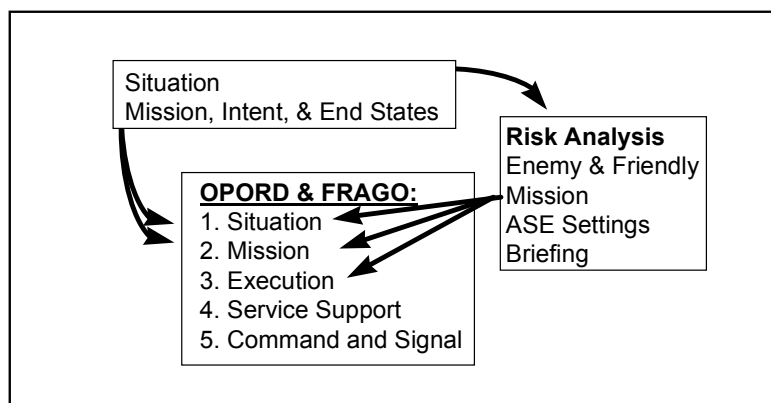 Situation
Mission, Intent, & End States
Risk Analysis
Enemy & Friendly
Mission
ASE Settings
Briefing
OPORD & FRAGO:
1. Situation
2. Mission
3. Execution
4. Service Support
5. Command and Signal